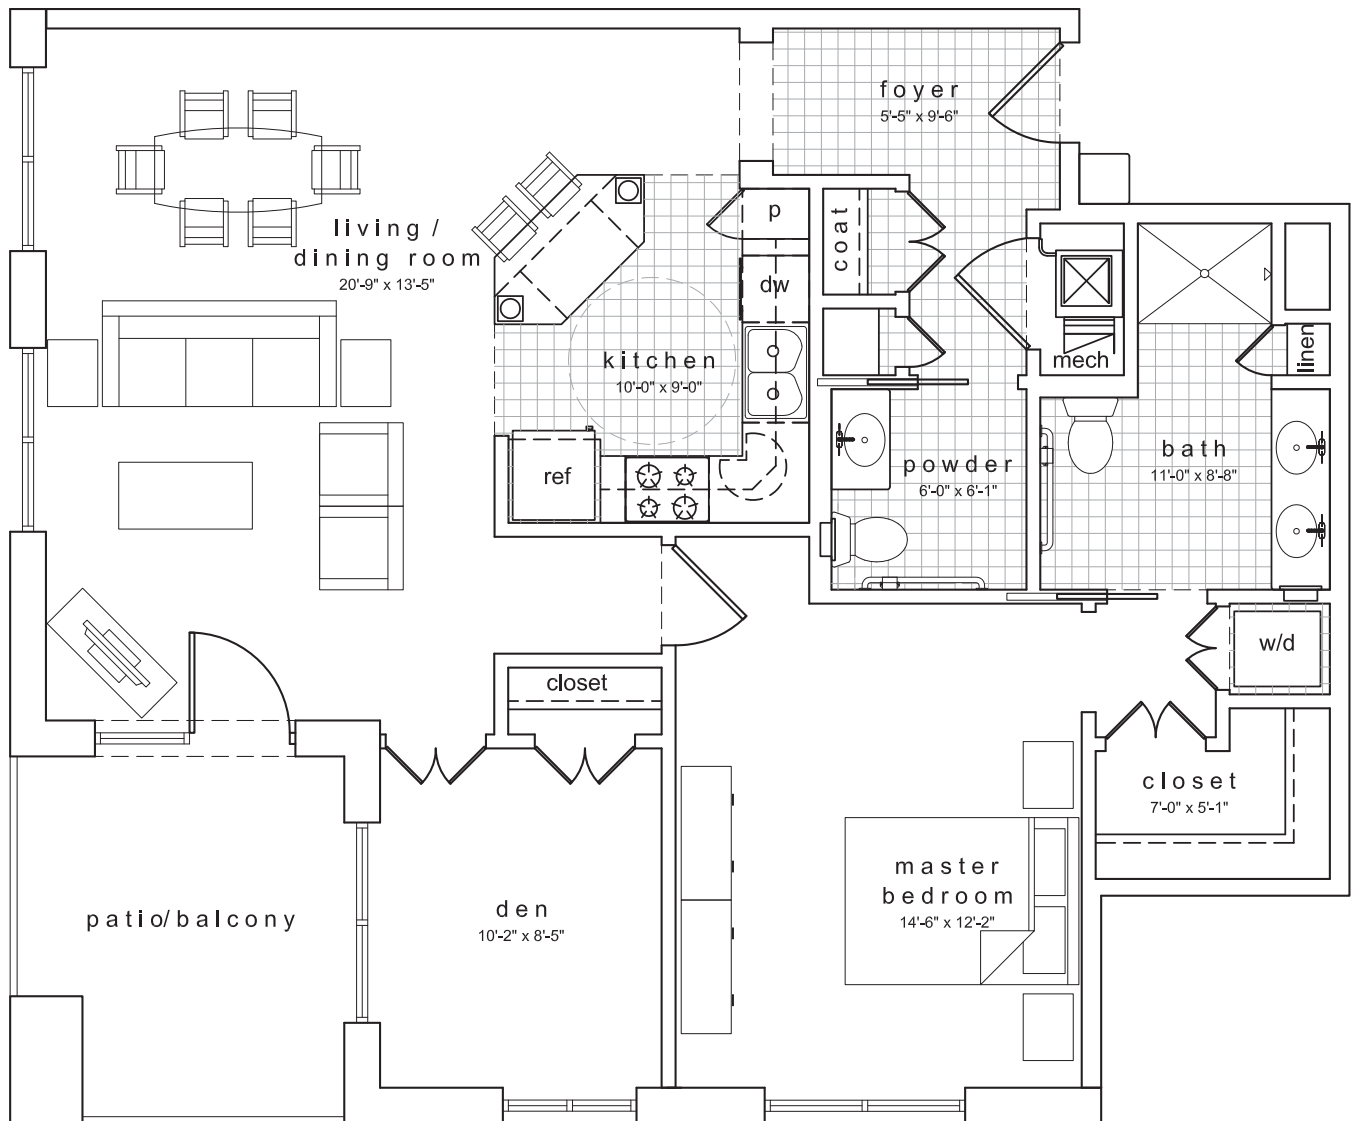 foyer
5'-5" x 9'-6"
living /
dining room
20'-9" x 13'-5"
p
coat
dw
kitchen
10'-0" x 9'-0"
mech
linen
ref
powder
6'-0" x 6'-1"
bath
11'-0" x 8'-8"
w/d
closet
closet
7'-0" x 5'-1"
master
bedroom
14'-6" x 12'-2"
den
10'-2" x 8'-5"
patio/balcony